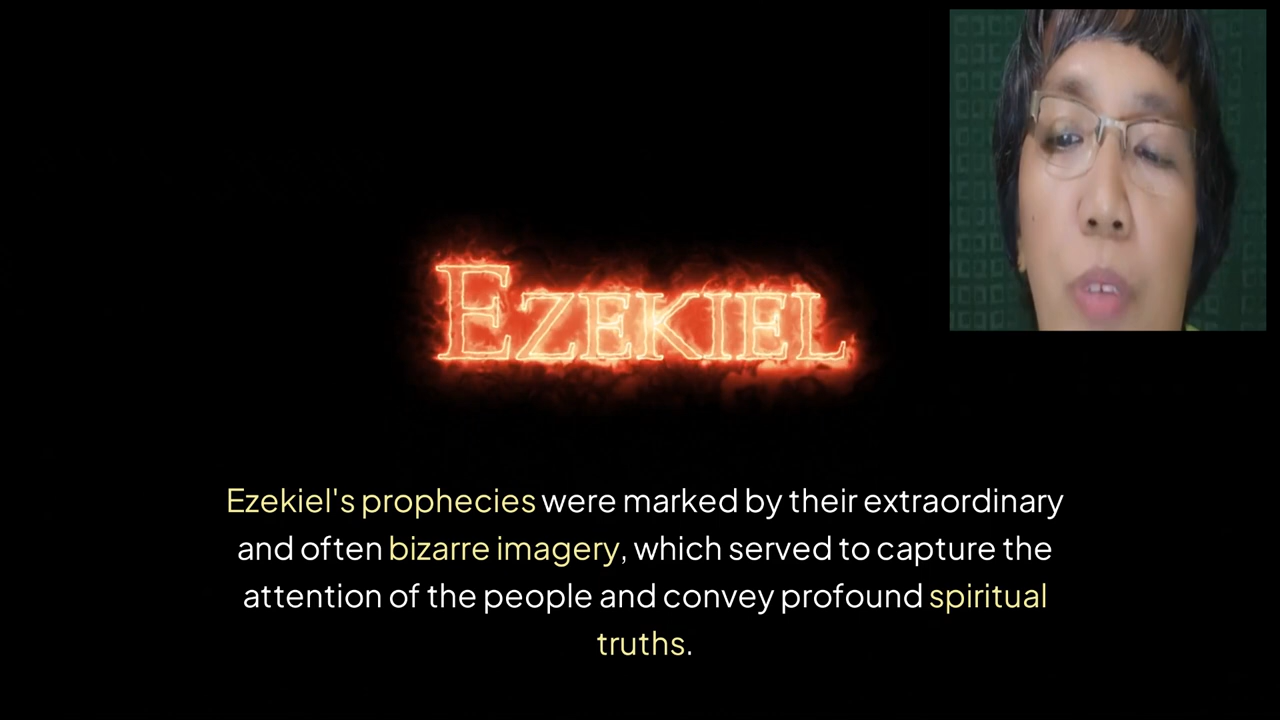 EZEKIEL
Ezekiel's prophecies were marked by their extraordinary
and often bizarre imagery, which served to capture the
attention of the people and convey profound spiritual
truths.